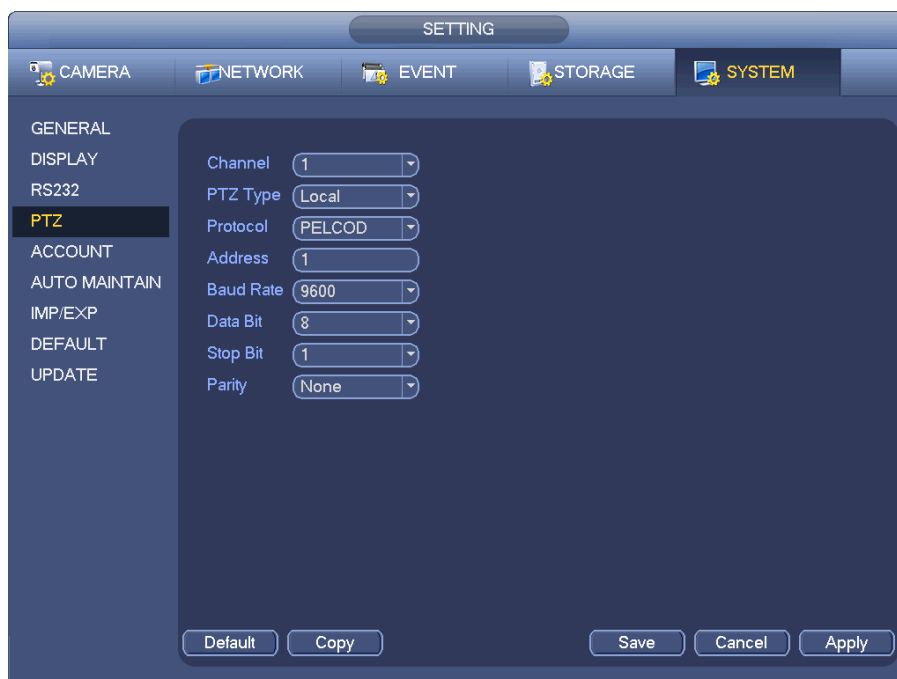 SETTING
CAMERA NETWORK EVENT STORAGE SYSTEM
GENERAL
DISPLAY
RS232
PTZ
ACCOUNT
AUTO MAINTAIN
IMP/EXP
DEFAULT
UPDATE
Channel 1
PTZ Type Local
Protocol PELCOD
Address 1
Baud Rate 9600
Data Bit 8
Stop Bit 1
Parity None
Default Copy Save Cancel Apply